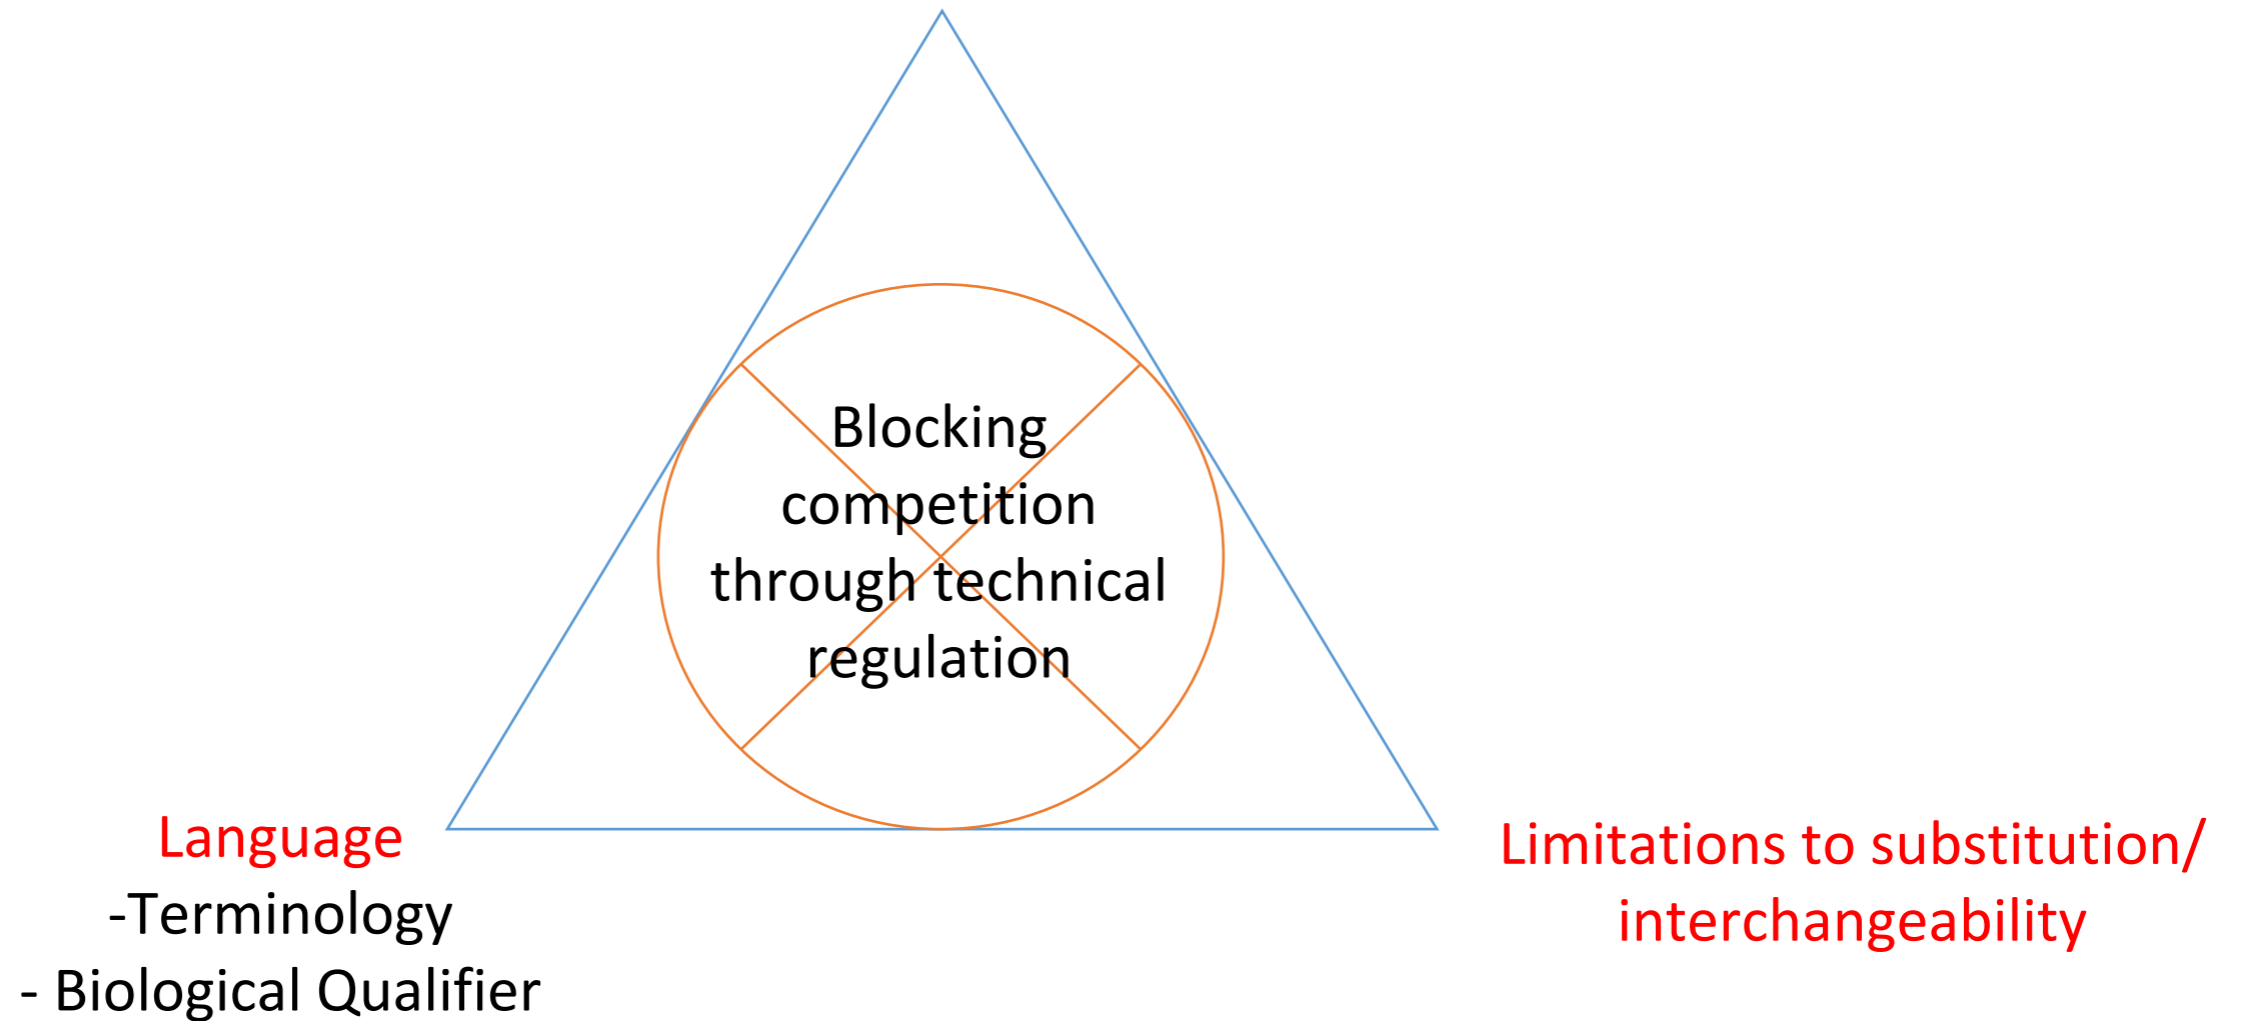 Blocking
competition
through technical
regulation
Language
-Terminology
- Biological Qualifier
Limitations to substitution/
interchangeability